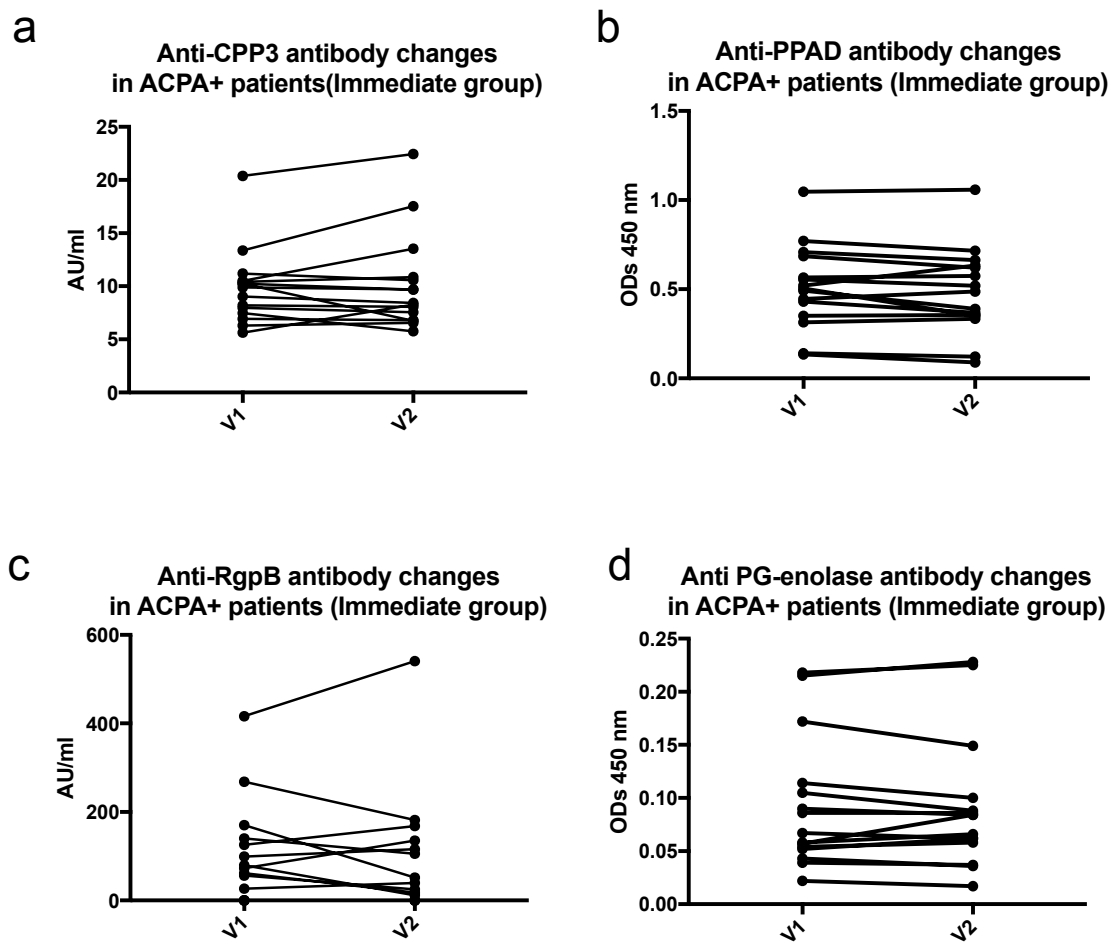 a
Anti-CPP3 antibody changes
in ACPA+ patients(Immediate group)
25
20
15
10
5
0
AU/ml
V1
V2
b
Anti-PPAD antibody changes
in ACPA+ patients (Immediate group)
1.5
1.0
0.5
0.0
ODs 450 nm
V1
V2
c
Anti-RgpB antibody changes
in ACPA+ patients (Immediate group)
600
400
200
0
AU/ml
V1
V2
d
Anti PG-enolase antibody changes
in ACPA+ patients (Immediate group)
0.25
0.20
0.15
0.10
0.05
0.00
ODs 450 nm
V1
V2